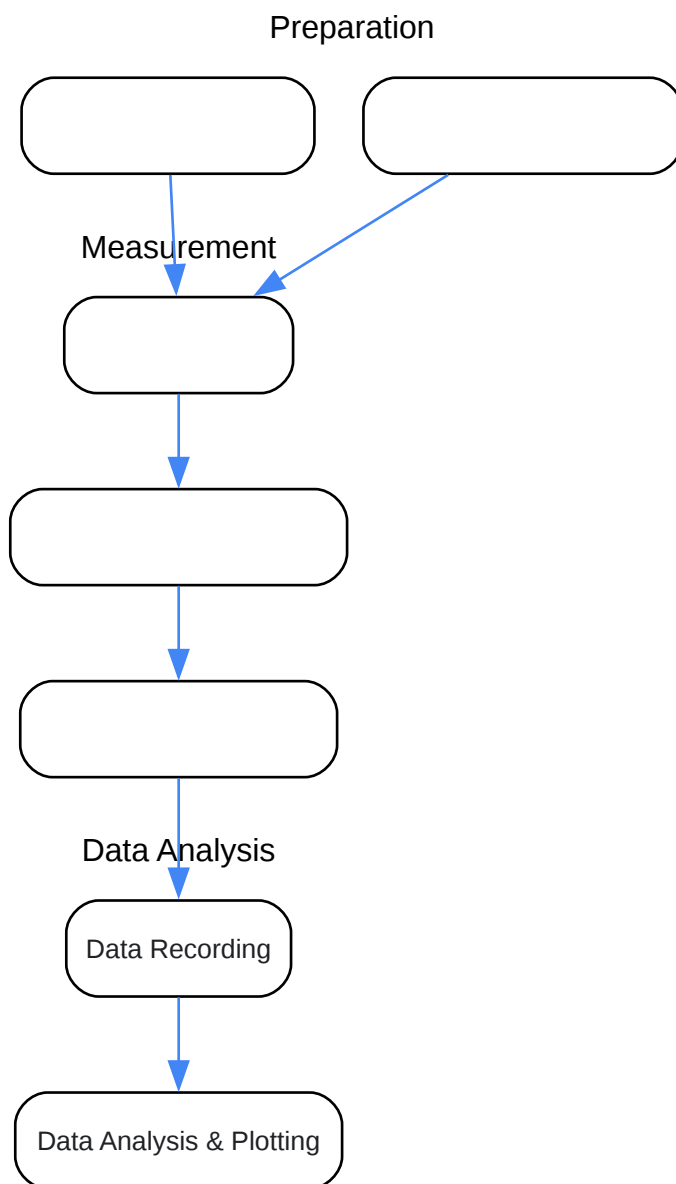 Preparation
Measurement
Data Analysis
Data Recording
Data Analysis & Plotting